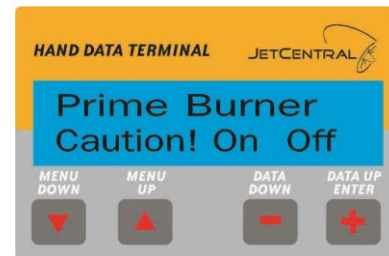 HAND DATA TERMINAL JETCENTRAL
Prime Burner
Caution! On Off
MENU DOWN MENU UP DATA DOWN DATA UP ENTER